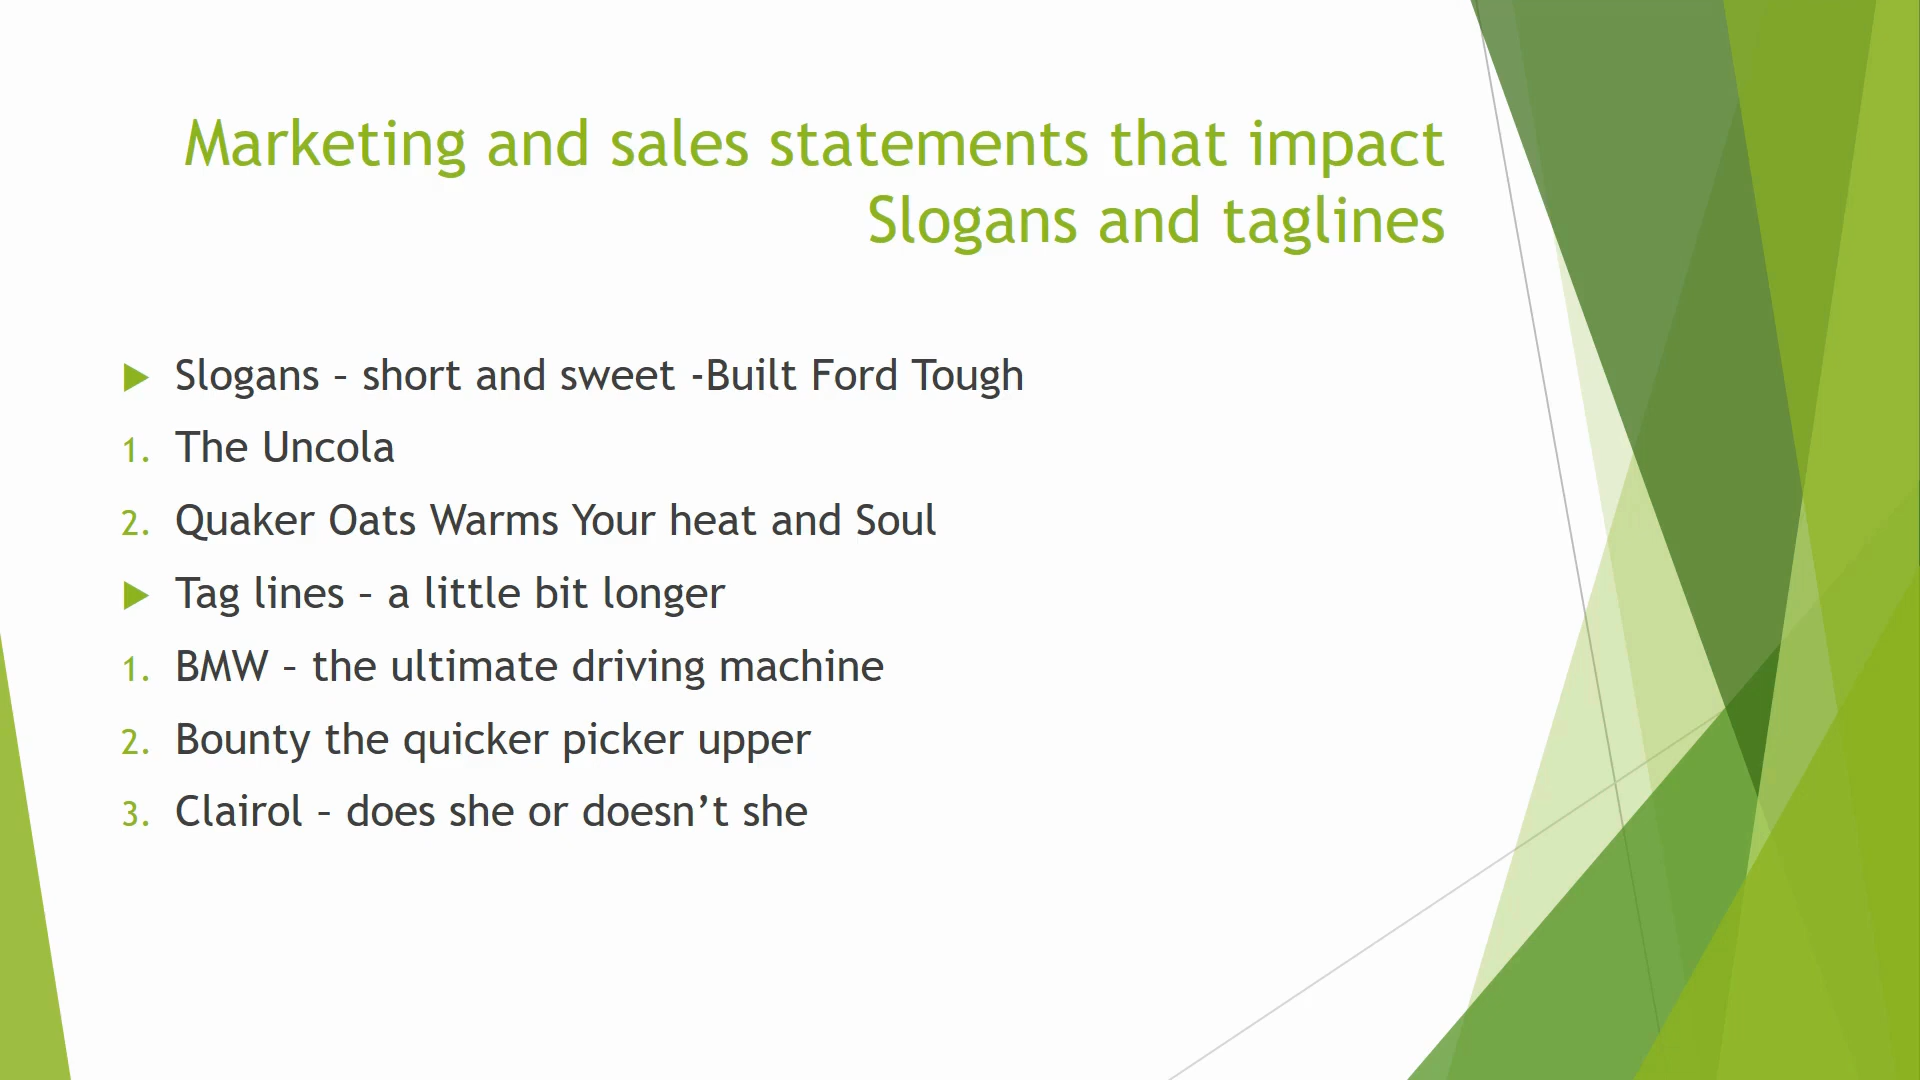 Marketing and sales statements that impact
Slogans and taglines
Slogans – short and sweet -Built Ford Tough
1. The Uncola
2. Quaker Oats Warms Your heat and Soul
Tag lines – a little bit longer
1. BMW – the ultimate driving machine
2. Bounty the quicker picker upper
3. Clairol – does she or doesn’t she